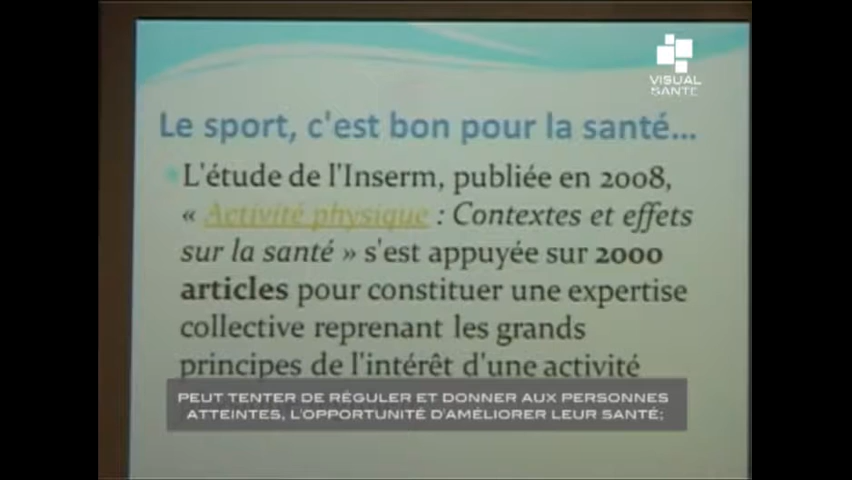 VISUAL
SANTÉ
Le sport, c'est bon pour la santé...
L'étude de l'Inserm, publiée en 2008,
« Activité physique : Contextes et effets
sur la santé » s'est appuyée sur 2000
articles pour constituer une expertise
collective reprenant les grands
principes de l'intérêt d'une activité
PEUT TENTER DE RÉGULER ET DONNER AUX PERSONNES
ATTEINTES, L'OPPORTUNITÉ D'AMÉLIORER LEUR SANTÉ;